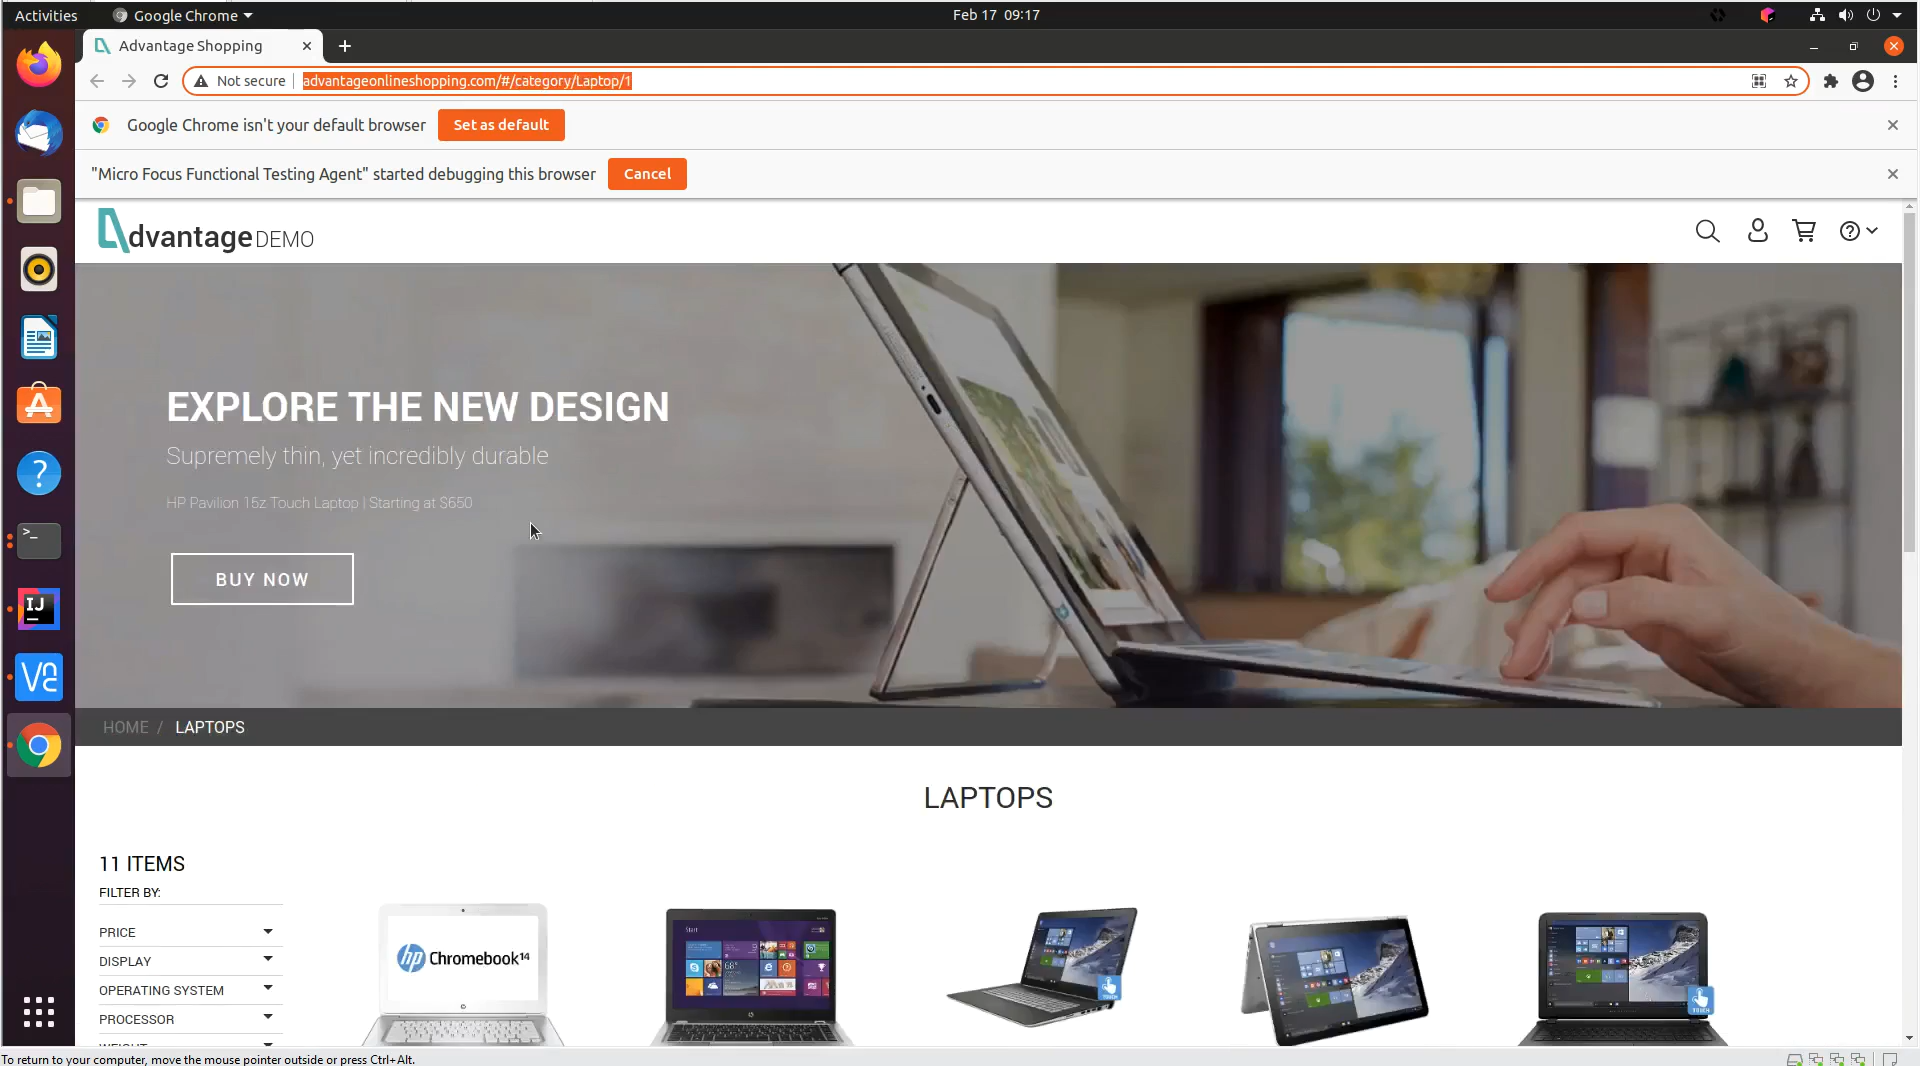 Activities
Google Chrome
Feb 17 09:17
Advantage Shopping
Not secure
advantageonlineshopping.com/#/category/Laptop/1
Google Chrome isn't your default browser
Set as default
"Micro Focus Functional Testing Agent" started debugging this browser
Cancel
dvantage DEMO
EXPLORE THE NEW DESIGN
Supremely thin, yet incredibly durable
HP Pavilion 15z Touch Laptop | Starting at $650
BUY NOW
HOME / LAPTOPS
LAPTOPS
11 ITEMS
FILTER BY:
PRICE
DISPLAY
OPERATING SYSTEM
PROCESSOR
hp Chromebook14
Start
TOUCH
TOUCH
To return to your computer, move the mouse pointer outside or press Ctrl+Alt.